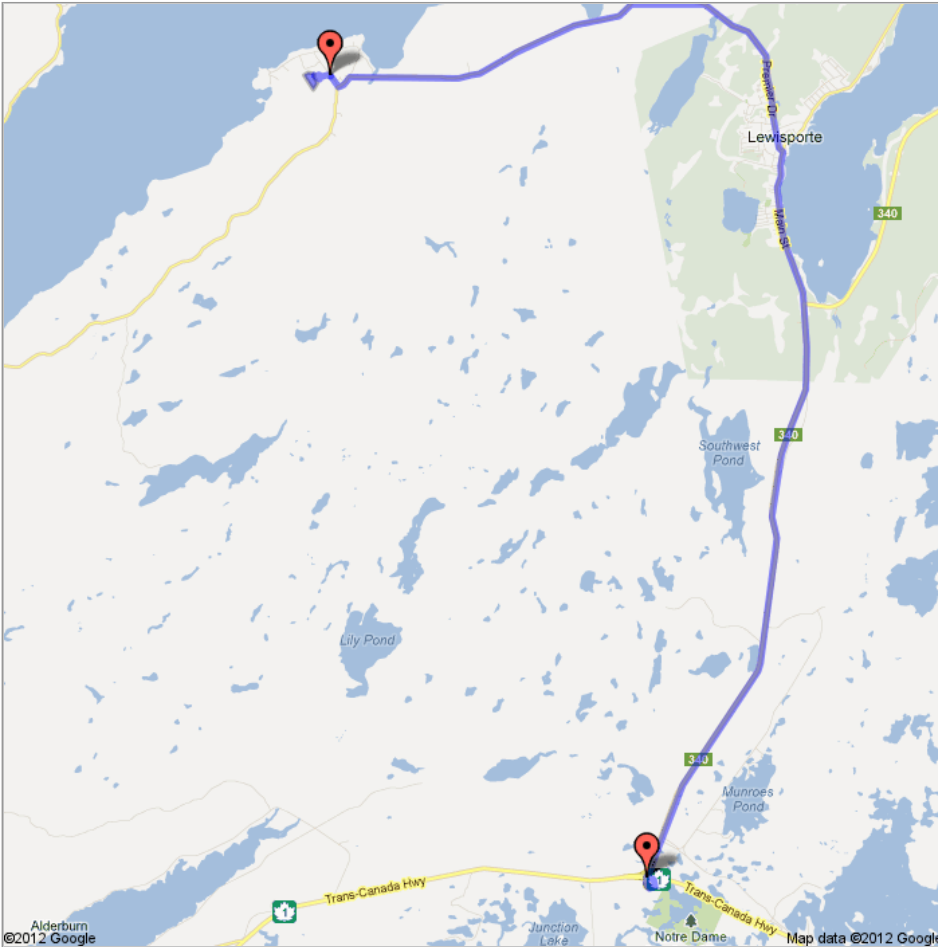 Premier Dr
Lewisporte
340
Main St
340
Southwest
Pond
Lily Pond
340
Munroes
Pond
Trans-Canada Hwy
1
1
Trans-Canada Hwy
Alderburn
Junction
Lake
Notre Dame
©2012 Google
Map data ©2012 Google